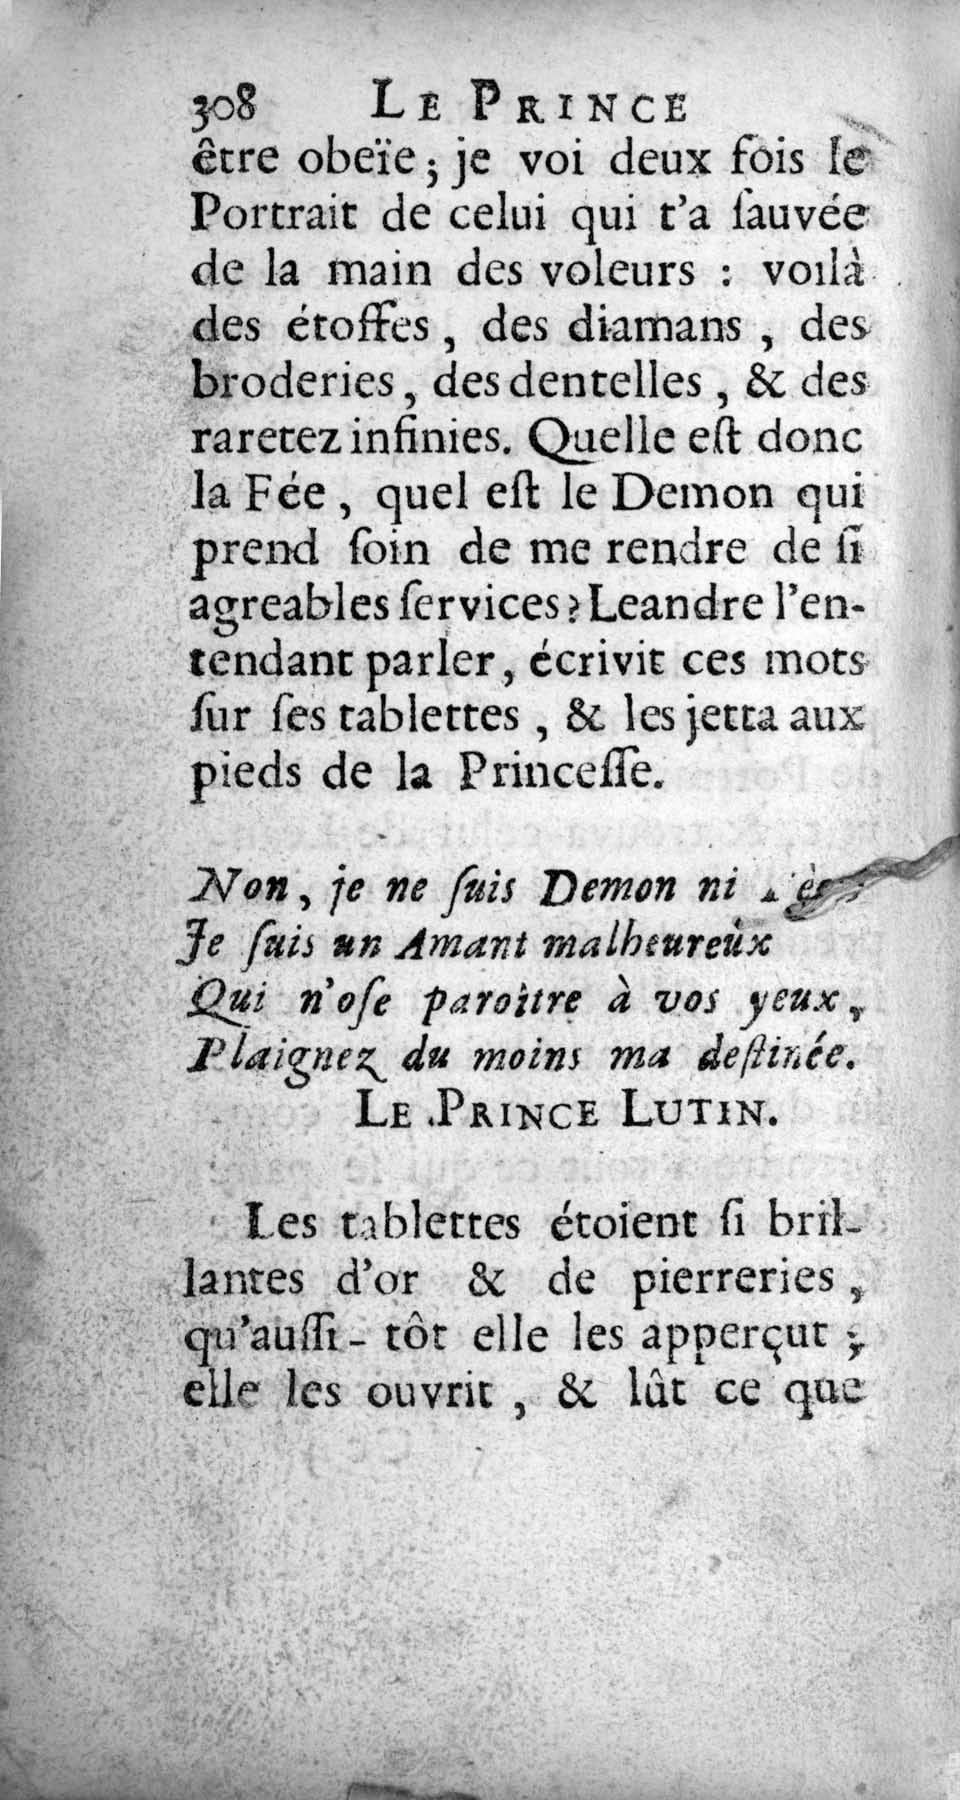 308 LE PRINCE
être obeïe; je voi deux fois le
Portrait de celui qui t'a ſauvée
de la main des voleurs : voilà
des étoffes, des diamans, des
broderies, des dentelles, & des
raretez infinies. Quelle eſt donc
la Fée, quel eſt le Demon qui
prend ſoin de me rendre de ſi
agreables ſervices? Leandre l'en-
tendant parler, écrivit ces mots
ſur ſes tablettes, & les jetta aux
pieds de la Princeſſe.
Non, je ne ſuis Demon ni
Je ſuis un Amant malheureùx
Qui n'oſe paroître à vos yeux,
Plaignez du moins ma deſtinée.
LE PRINCE LUTIN.
Les tablettes étoient ſi bril-
lantes d'or & de pierreries,
qu'auſſi-tôt elle les apperçut;
elle les ouvrit, & lût ce que